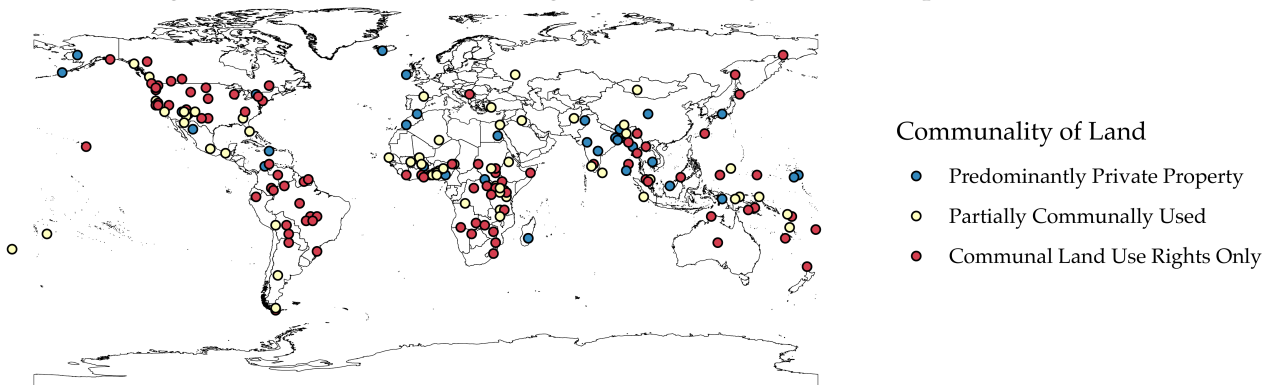 Communality of Land
Predominantly Private Property
Partially Communally Used
Communal Land Use Rights Only